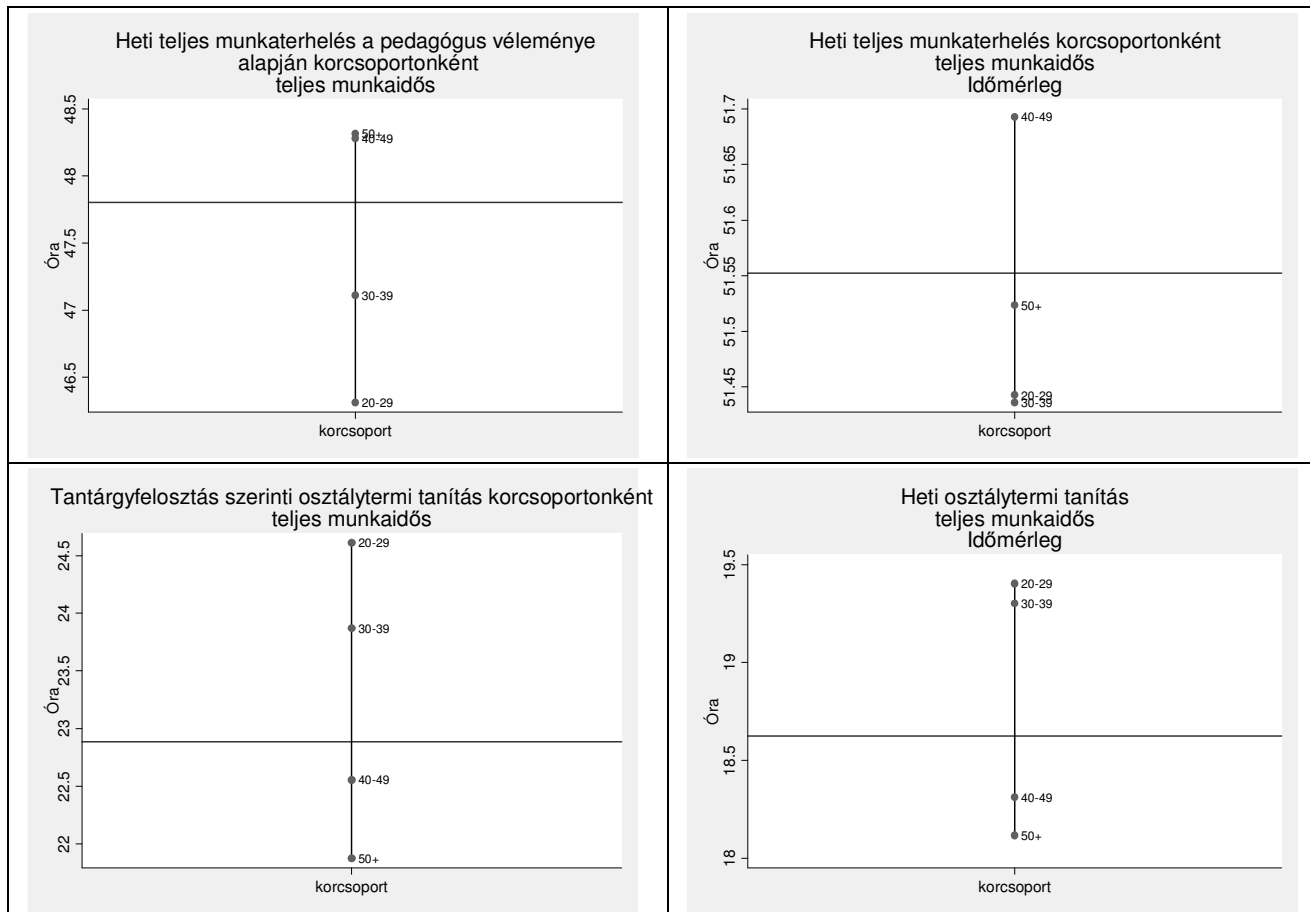 Heti teljes munkaterhelés a pedagógus véleménye
alapján korcsoportonként
teljes munkaidős
48.5
48
47.5
47
46.5
Óra
50+
40-49
30-39
20-29
korcsoport
Heti teljes munkaterhelés korcsoportonként
teljes munkaidős
Időmérleg
51.7
51.65
51.6
51.55
51.5
51.45
Óra
40-49
50+
20-29
30-39
korcsoport
Tantárgyfelosztás szerinti osztálytermi tanítás korcsoportonként
teljes munkaidős
24.5
24
23.5
23
22.5
22
Óra
20-29
30-39
40-49
50+
korcsoport
Heti osztálytermi tanítás
teljes munkaidős
Időmérleg
19.5
19
18.5
18
Óra
20-29
30-39
40-49
50+
korcsoport